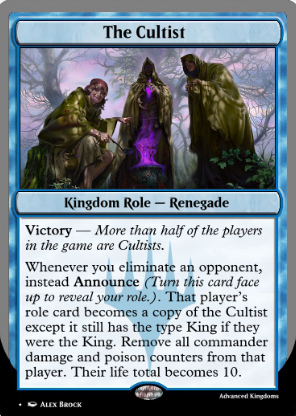 The Cultist
Kingdom Role — Renegade
Victory — More than half of the players
in the game are Cultists.
Whenever you eliminate an opponent,
instead Announce (Turn this card face
up to reveal your role.). That player's
role card becomes a copy of the Cultist
except it still has the type King if they
were the King. Remove all commander
damage and poison counters from that
player. Their life total becomes 10.
• Alex Brock
Advanced Kingdoms